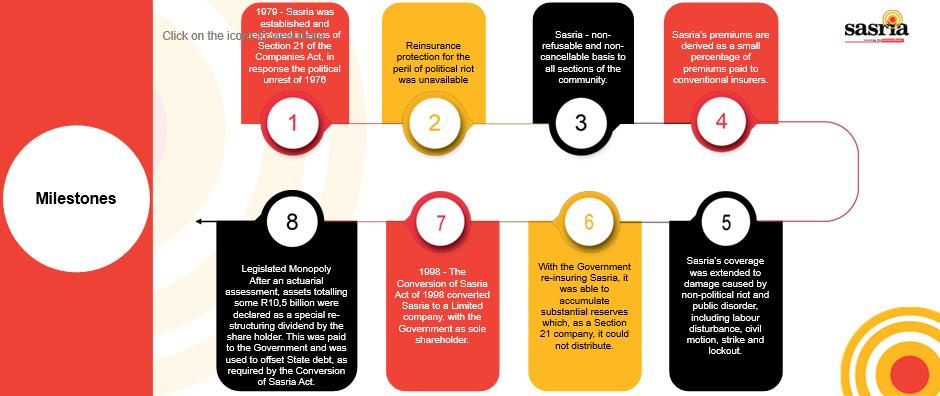 1979 - Sasria was
established and
of
Click on the
Section 21 of the
Companies Act, in
response the political
unrest of 1976
1
Reinsurance
protection for the
peril of political riot
was unavailable
2
Sasria - non-
refusable and non-
cancellable basis to
all sections of the
community.
3
Sasria's premiums are
derived as a small
percentage of
premiums paid to
conventional insurers.
4
sasria
Milestones
5
Sasria's coverage
was extended to
damage caused by
non-political riot and
public disorder,
including labour
disturbance, civil
motion, strike and
lockout.
6
With the Government
re-insuring Sasria, it
was able to
accumulate
substantial reserves
which, as a Section
21 company, it could
not distribute.
7
1998 - The
Conversion of Sasria
Act of 1998 converted
Sasria to a Limited
company, with the
Government as sole
shareholder.
8
Legislated Monopoly
After an actuarial
assessment, assets totalling
some R10,5 billion were
declared as a special re-
structuring dividend by the
share holder. This was paid
to the Government and was
used to offset State debt, as
required by the Conversion
of Sasria Act.